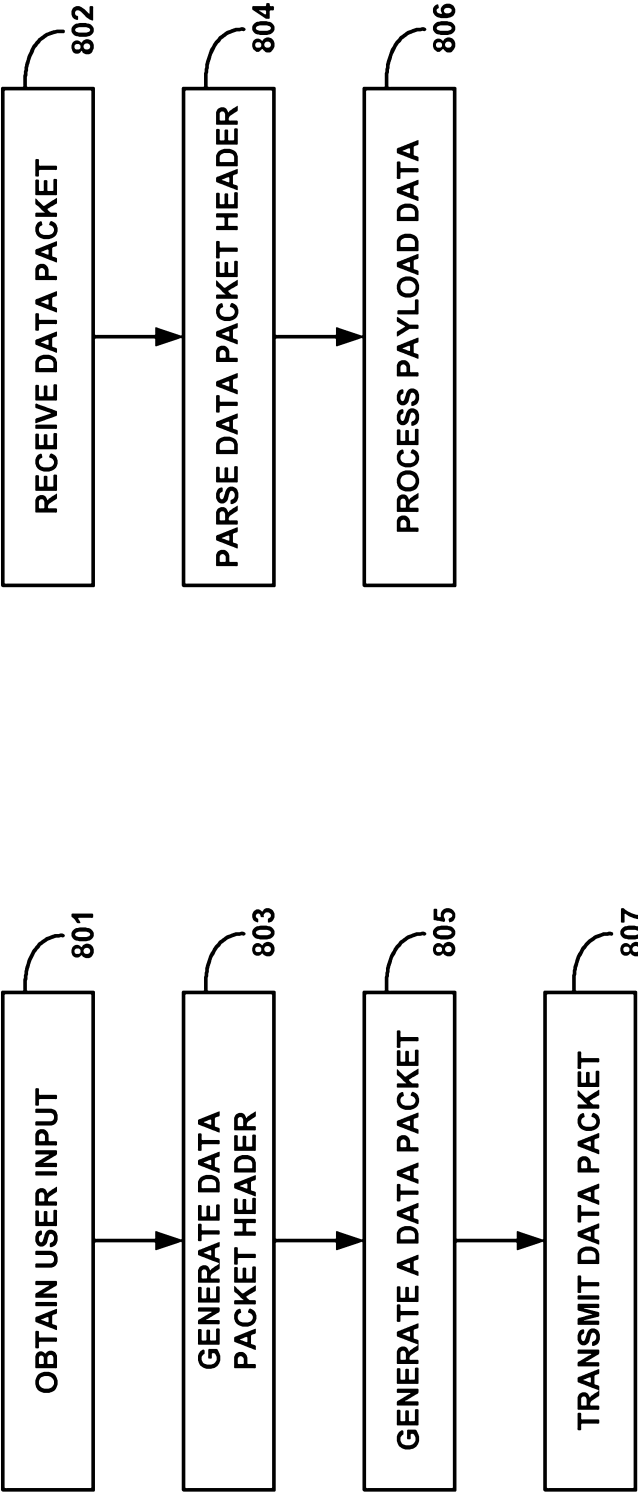 801
OBTAIN USER INPUT
803
GENERATE DATA
PACKET HEADER
805
GENERATE A DATA PACKET
807
TRANSMIT DATA PACKET
802
RECEIVE DATA PACKET
804
PARSE DATA PACKET HEADER
806
PROCESS PAYLOAD DATA